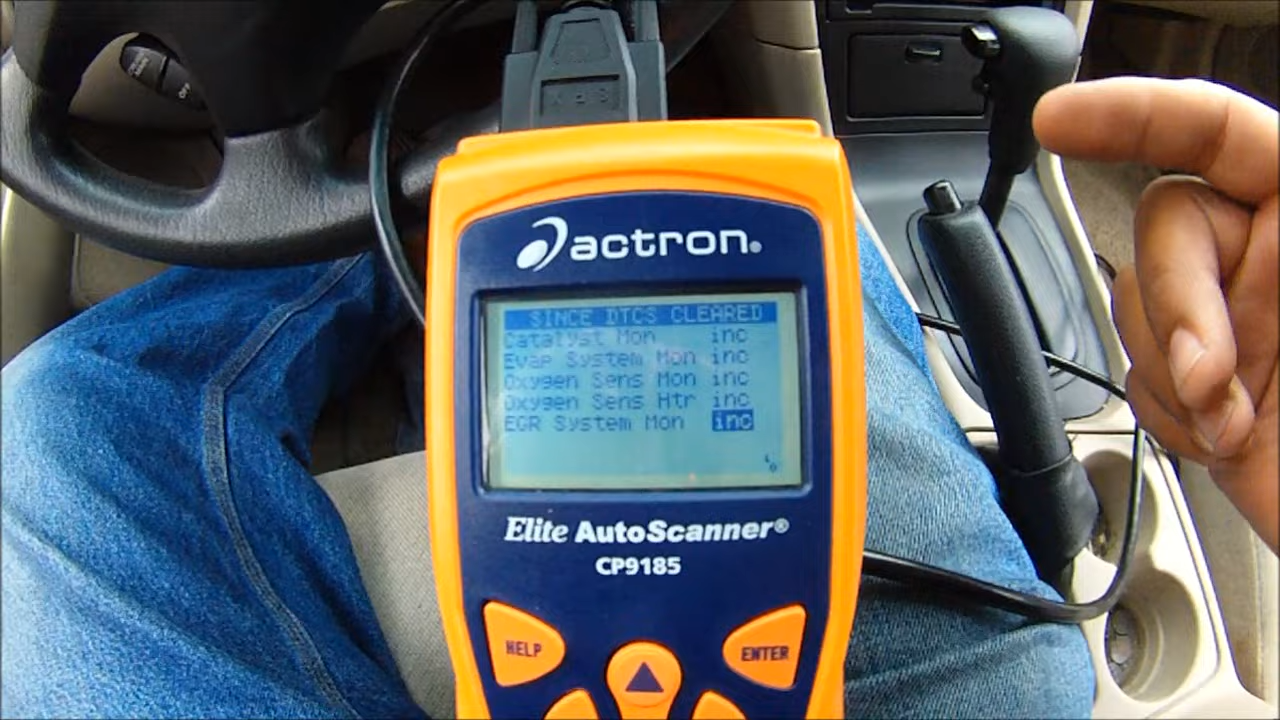 SPX
actron®
SINCE DTCS CLEARED
Catalyst Mon inc
Evap System Mon inc
Oxygen Sens Mon inc
Oxygen Sens Htr inc
EGR System Mon inc
Elite AutoScanner®
CP9185
HELP
ENTER